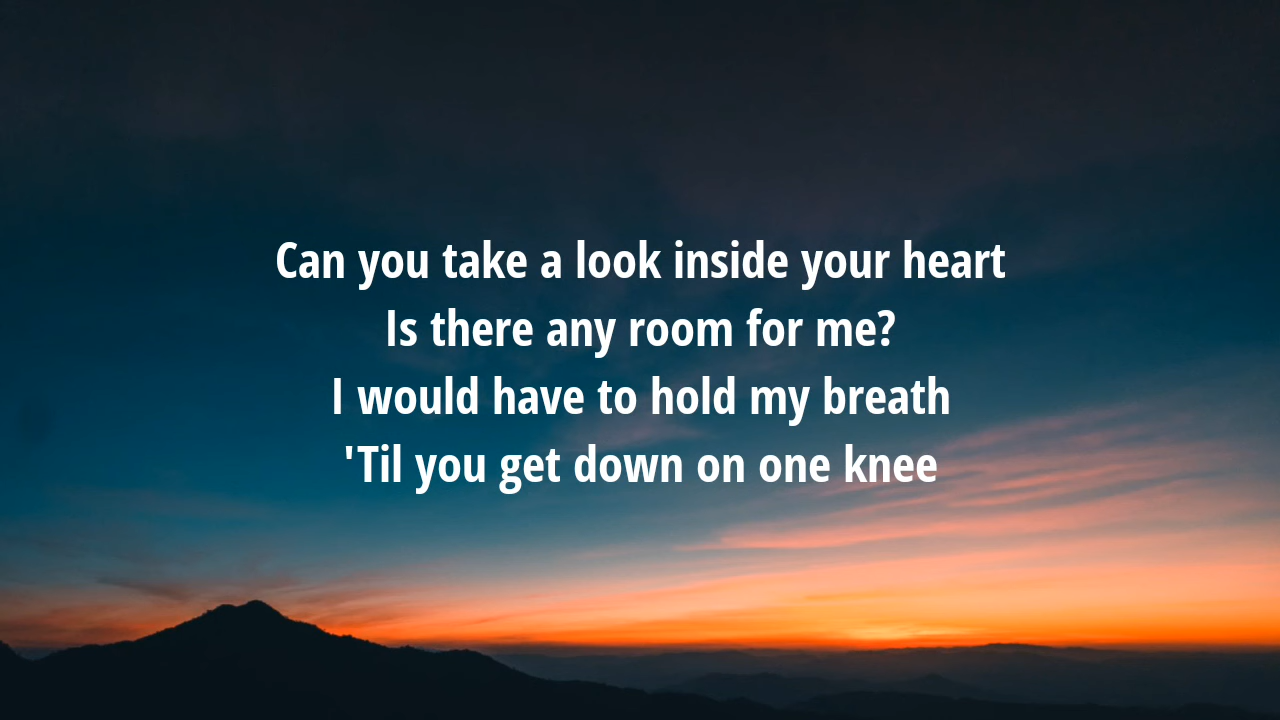 Can you take a look inside your heart
Is there any room for me?
I would have to hold my breath
'Til you get down on one knee